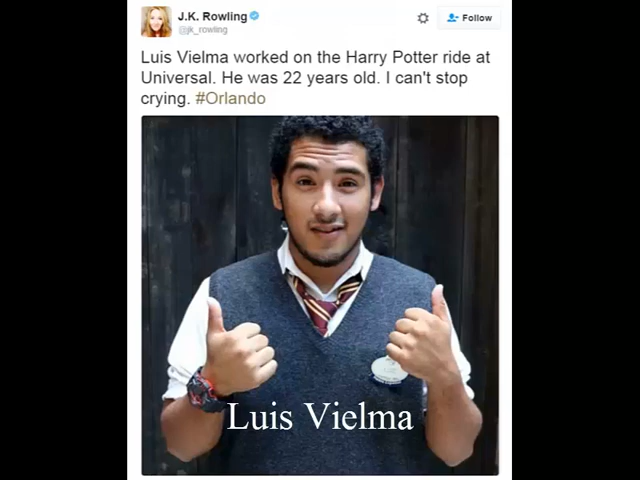 J.K. Rowling
@jk_rowling
Follow
Luis Vielma worked on the Harry Potter ride at
Universal. He was 22 years old. I can't stop
crying. #Orlando
Luis Vielma